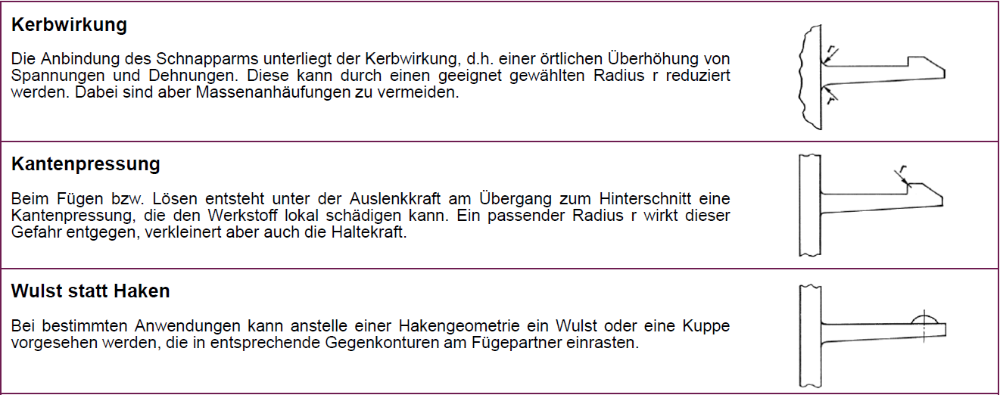 Kerbwirkung
Die Anbindung des Schnapparms unterliegt der Kerbwirkung, d.h. einer örtlichen Überhöhung von
Spannungen und Dehnungen. Diese kann durch einen geeignet gewählten Radius r reduziert
werden. Dabei sind aber Massenanhäufungen zu vermeiden.
r
r
Kantenpressung
Beim Fügen bzw. Lösen entsteht unter der Auslenkkraft am Übergang zum Hinterschnitt eine
Kantenpressung, die den Werkstoff lokal schädigen kann. Ein passender Radius r wirkt dieser
Gefahr entgegen, verkleinert aber auch die Haltekraft.
r
Wulst statt Haken
Bei bestimmten Anwendungen kann anstelle einer Hakengeometrie ein Wulst oder eine Kuppe
vorgesehen werden, die in entsprechende Gegenkonturen am Fügepartner einrasten.